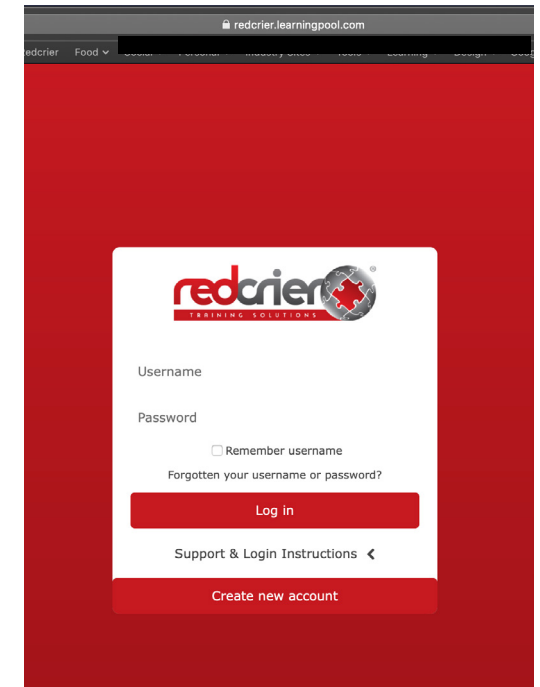 redcrier.learningpool.com
edcrier Food
redcrier®
TRAINING SOLUTIONS
Username
Password
Remember username
Forgotten your username or password?
Log in
Support & Login Instructions
Create new account